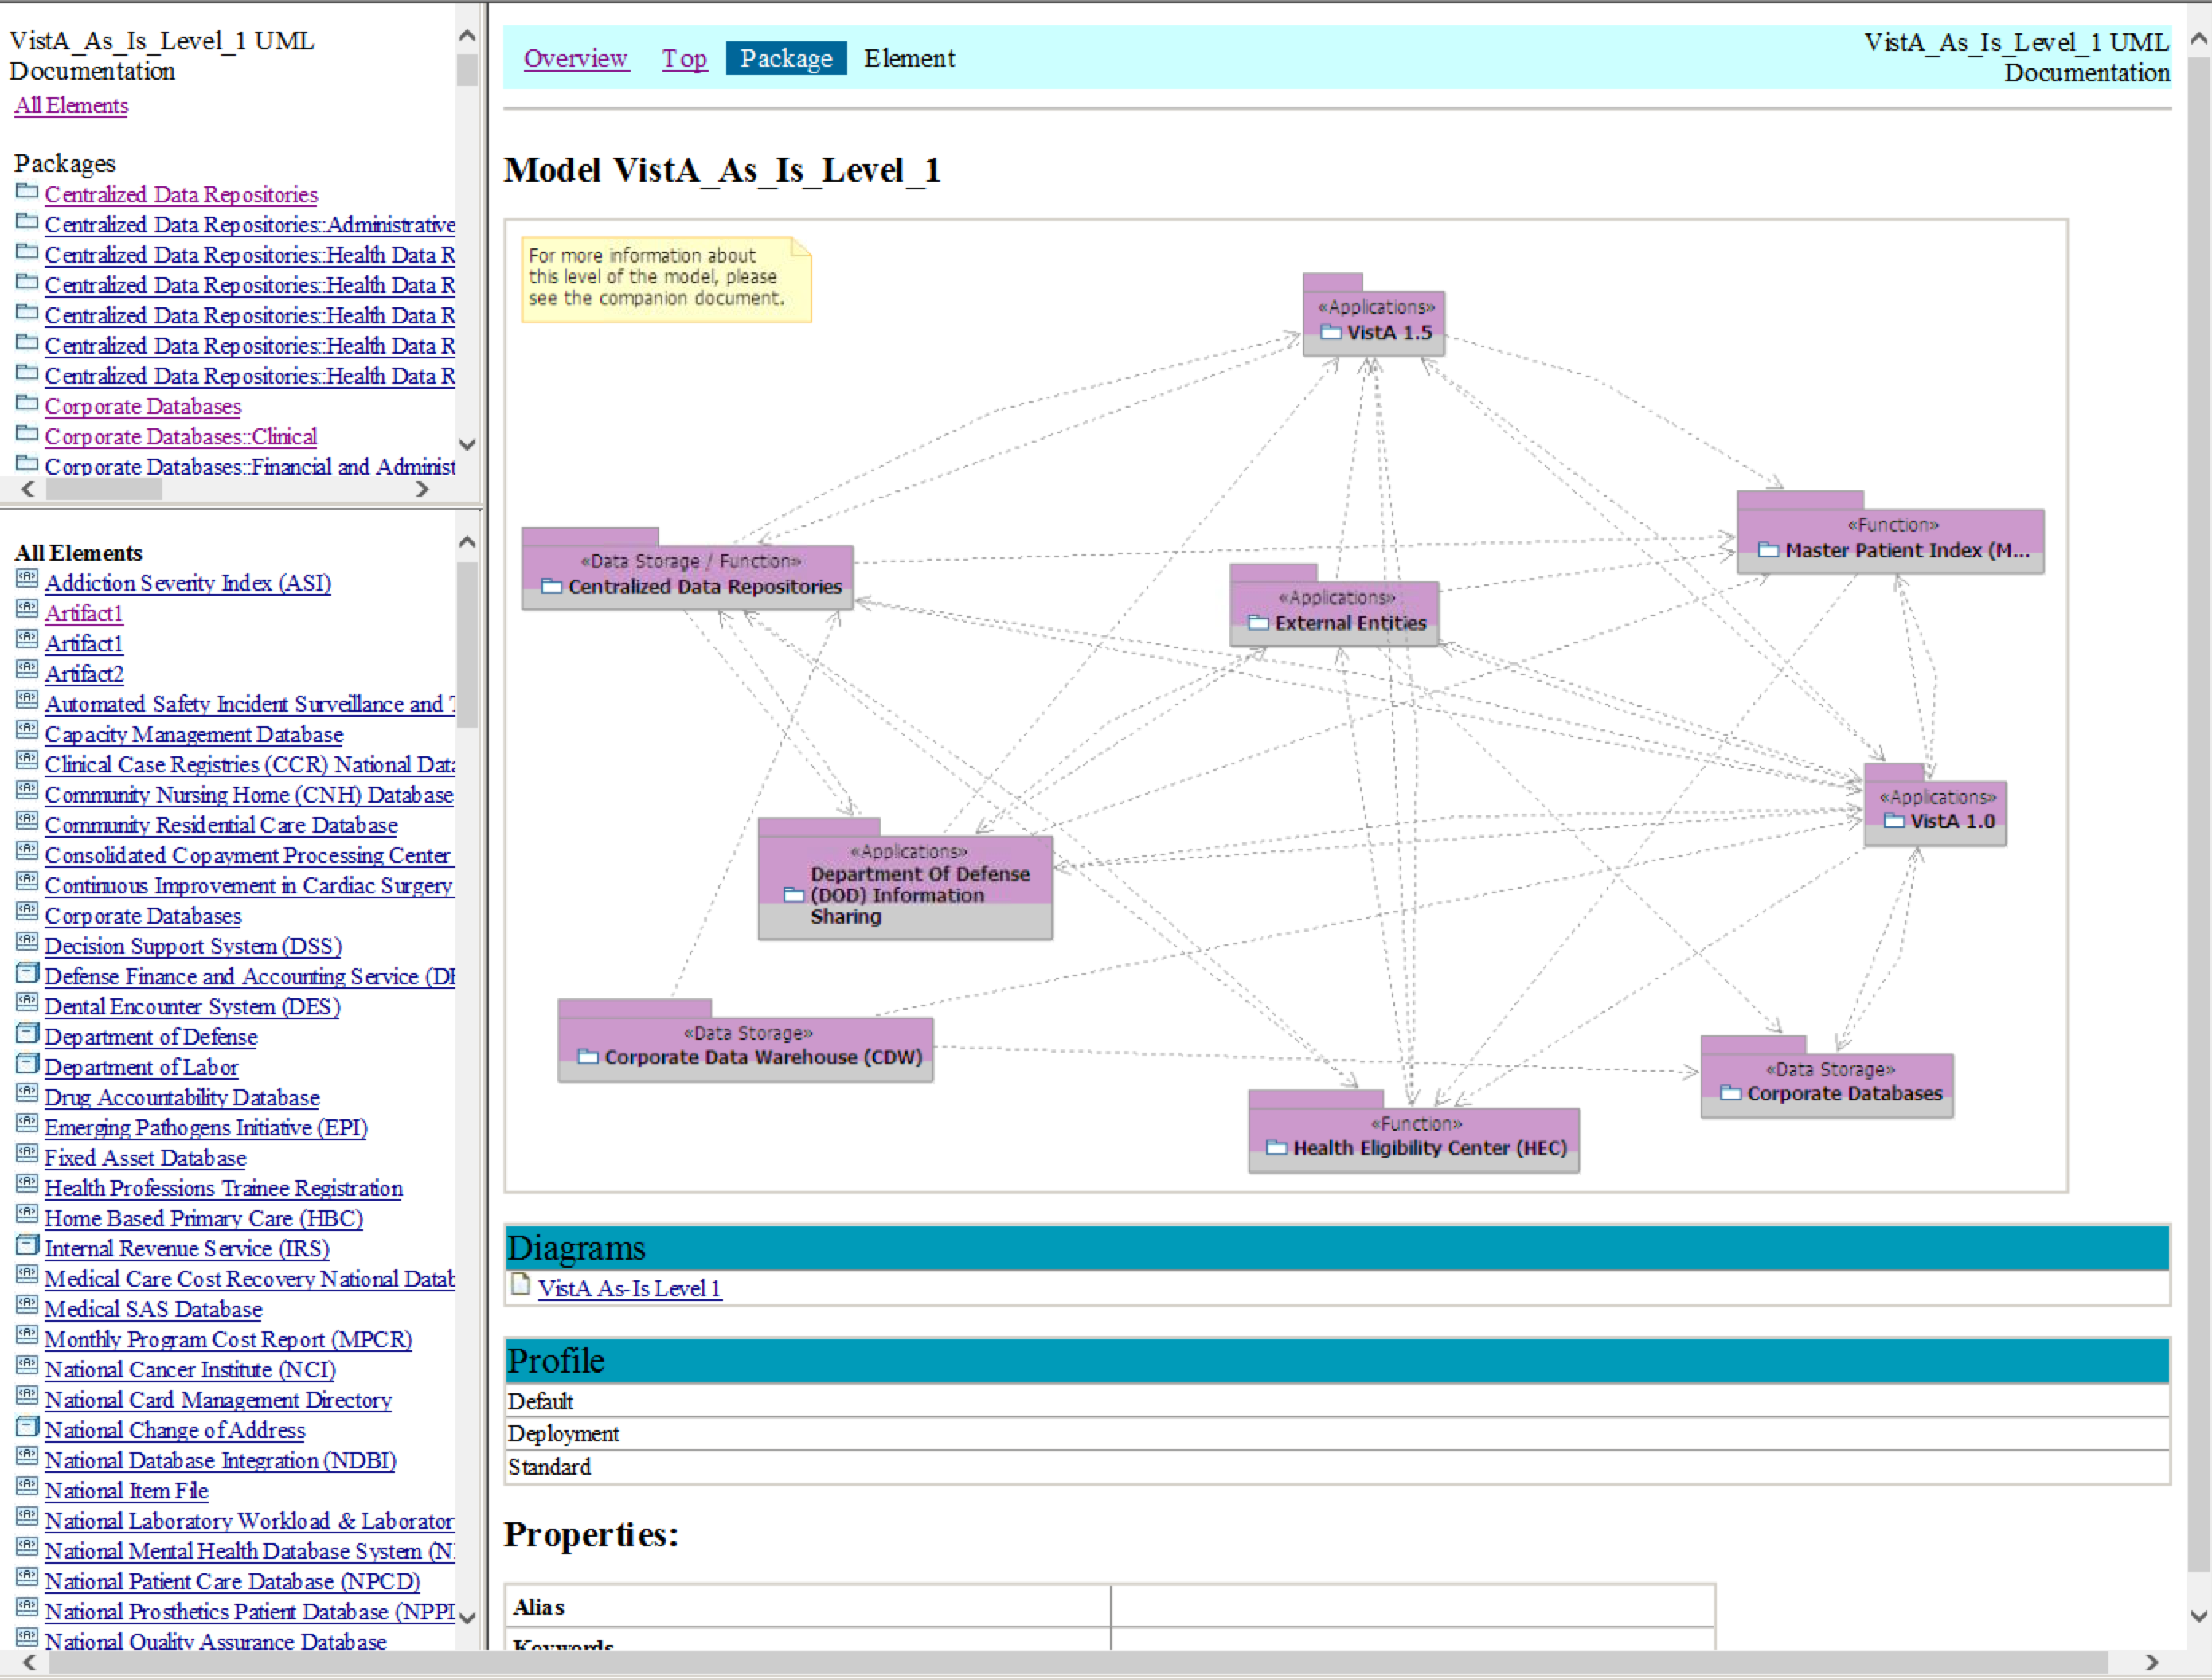 VistA_As_Is_Level_1 UML
Documentation
All Elements
Packages
Centralized Data Repositories
Centralized Data Repositories::Administrative
Centralized Data Repositories::Health Data R
Centralized Data Repositories::Health Data R
Centralized Data Repositories::Health Data R
Centralized Data Repositories::Health Data R
Centralized Data Repositories::Health Data R
Corporate Databases
Corporate Databases::Clinical
Corporate Databases::Financial and Administ
All Elements
Addiction Severity Index (ASI)
Artifact1
Artifact1
Artifact2
Automated Safety Incident Surveillance and T
Capacity Management Database
Clinical Case Registries (CCR) National Data
Community Nursing Home (CNH) Database
Community Residential Care Database
Consolidated Copayment Processing Center
Continuous Improvement in Cardiac Surgery
Corporate Databases
Decision Support System (DSS)
Defense Finance and Accounting Service (DF
Dental Encounter System (DES)
Department of Defense
Department of Labor
Drug Accountability Database
Emerging Pathogens Initiative (EPI)
Fixed Asset Database
Health Professions Trainee Registration
Home Based Primary Care (HBC)
Internal Revenue Service (IRS)
Medical Care Cost Recovery National Datab
Medical SAS Database
Monthly Program Cost Report (MPCR)
National Cancer Institute (NCI)
National Card Management Directory
National Change of Address
National Database Integration (NDBI)
National Item File
National Laboratory Workload & Laborator
National Mental Health Database System (N
National Patient Care Database (NPCD)
National Prosthetics Patient Database (NPPD
National Quality Assurance Database
Overview Top Package Element
VistA_As_Is_Level_1 UML
Documentation
Model VistA_As_Is_Level_1
For more information about
this level of the model, please
see the companion document.
«Applications»
VistA 1.5
«Function»
Master Patient Index (M...
«Data Storage / Function»
Centralized Data Repositories
«Applications»
External Entities
«Applications»
VistA 1.0
«Applications»
Department Of Defense
(DOD) Information
Sharing
«Data Storage»
Corporate Data Warehouse (CDW)
«Data Storage»
Corporate Databases
«Function»
Health Eligibility Center (HEC)
Diagrams
VistA As-Is Level 1
Profile
Default
Deployment
Standard
Properties:
Alias
Keywords